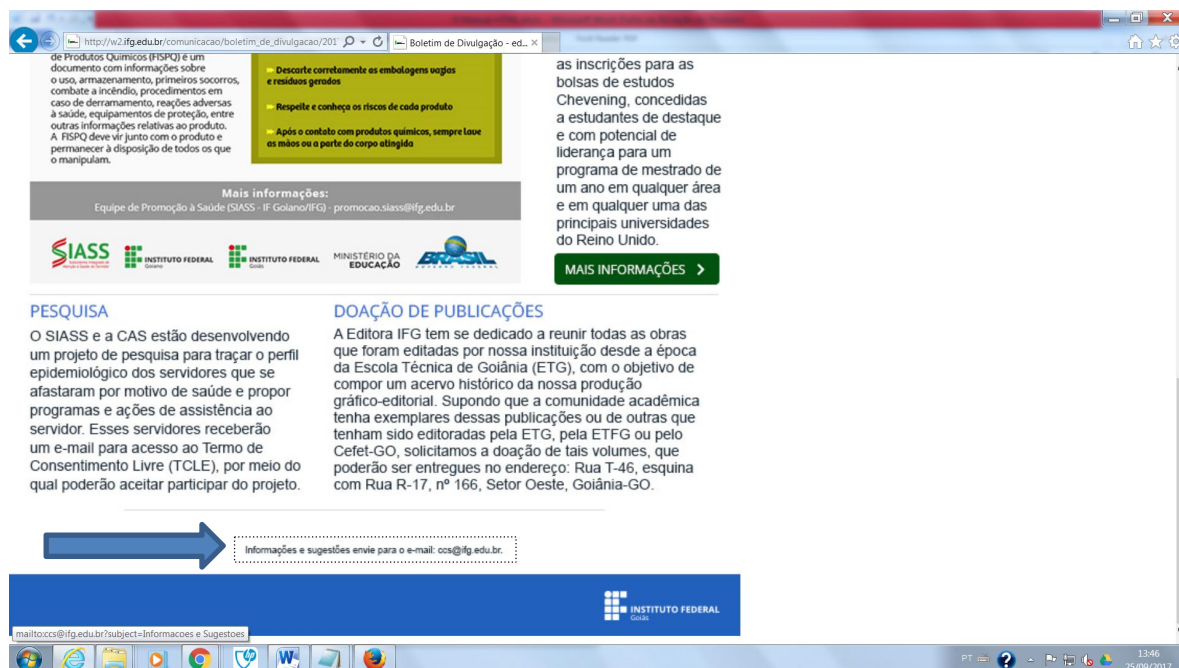 http://w2.ifg.edu.br/comunicacao/boletim_de_divulgacao/201
Boletim de Divulgação - ed...
de Produtos Químicos (FISPQ) é um
documento com informações sobre
o uso, armazenamento, primeiros socorros,
combate a incêndio, procedimentos em
caso de derramamento, reações adversas
à saúde, equipamentos de proteção, entre
outras informações relativas ao produto.
A FISPQ deve vir junto com o produto e
permanecer à disposição de todos os que
o manipulam.
Descarte corretamente as embalagens vazias
e resíduos gerados
Respeite e conheça os riscos de cada produto
Após o contato com produtos químicos, sempre lave
as mãos ou a parte do corpo atingida
Mais informações:
Equipe de Promoção à Saúde (SIASS - IF Goiano/IFG) - promocao.siass@ifg.edu.br
SIASS
INSTITUTO FEDERAL
Goiano
INSTITUTO FEDERAL
Goiás
MINISTÉRIO DA
EDUCAÇÃO
BRASIL
GOVERNO FEDERAL
as inscrições para as
bolsas de estudos
Chevening, concedidas
a estudantes de destaque
e com potencial de
liderança para um
programa de mestrado de
um ano em qualquer área
e em qualquer uma das
principais universidades
do Reino Unido.
MAIS INFORMAÇÕES
PESQUISA
O SIASS e a CAS estão desenvolvendo
um projeto de pesquisa para traçar o perfil
epidemiológico dos servidores que se
afastaram por motivo de saúde e propor
programas e ações de assistência ao
servidor. Esses servidores receberão
um e-mail para acesso ao Termo de
Consentimento Livre (TCLE), por meio do
qual poderão aceitar participar do projeto.
DOAÇÃO DE PUBLICAÇÕES
A Editora IFG tem se dedicado a reunir todas as obras
que foram editadas por nossa instituição desde a época
da Escola Técnica de Goiânia (ETG), com o objetivo de
compor um acervo histórico da nossa produção
gráfico-editorial. Supondo que a comunidade acadêmica
tenha exemplares dessas publicações ou de outras que
tenham sido editoradas pela ETG, pela ETFG ou pelo
Cefet-GO, solicitamos a doação de tais volumes, que
poderão ser entregues no endereço: Rua T-46, esquina
com Rua R-17, nº 166, Setor Oeste, Goiânia-GO.
Informações e sugestões envie para o e-mail: ccs@ifg.edu.br.
INSTITUTO FEDERAL
Goiás
mailto:ccs@ifg.edu.br?subject=Informacoes e Sugestoes
PT
13:46
25/09/2017